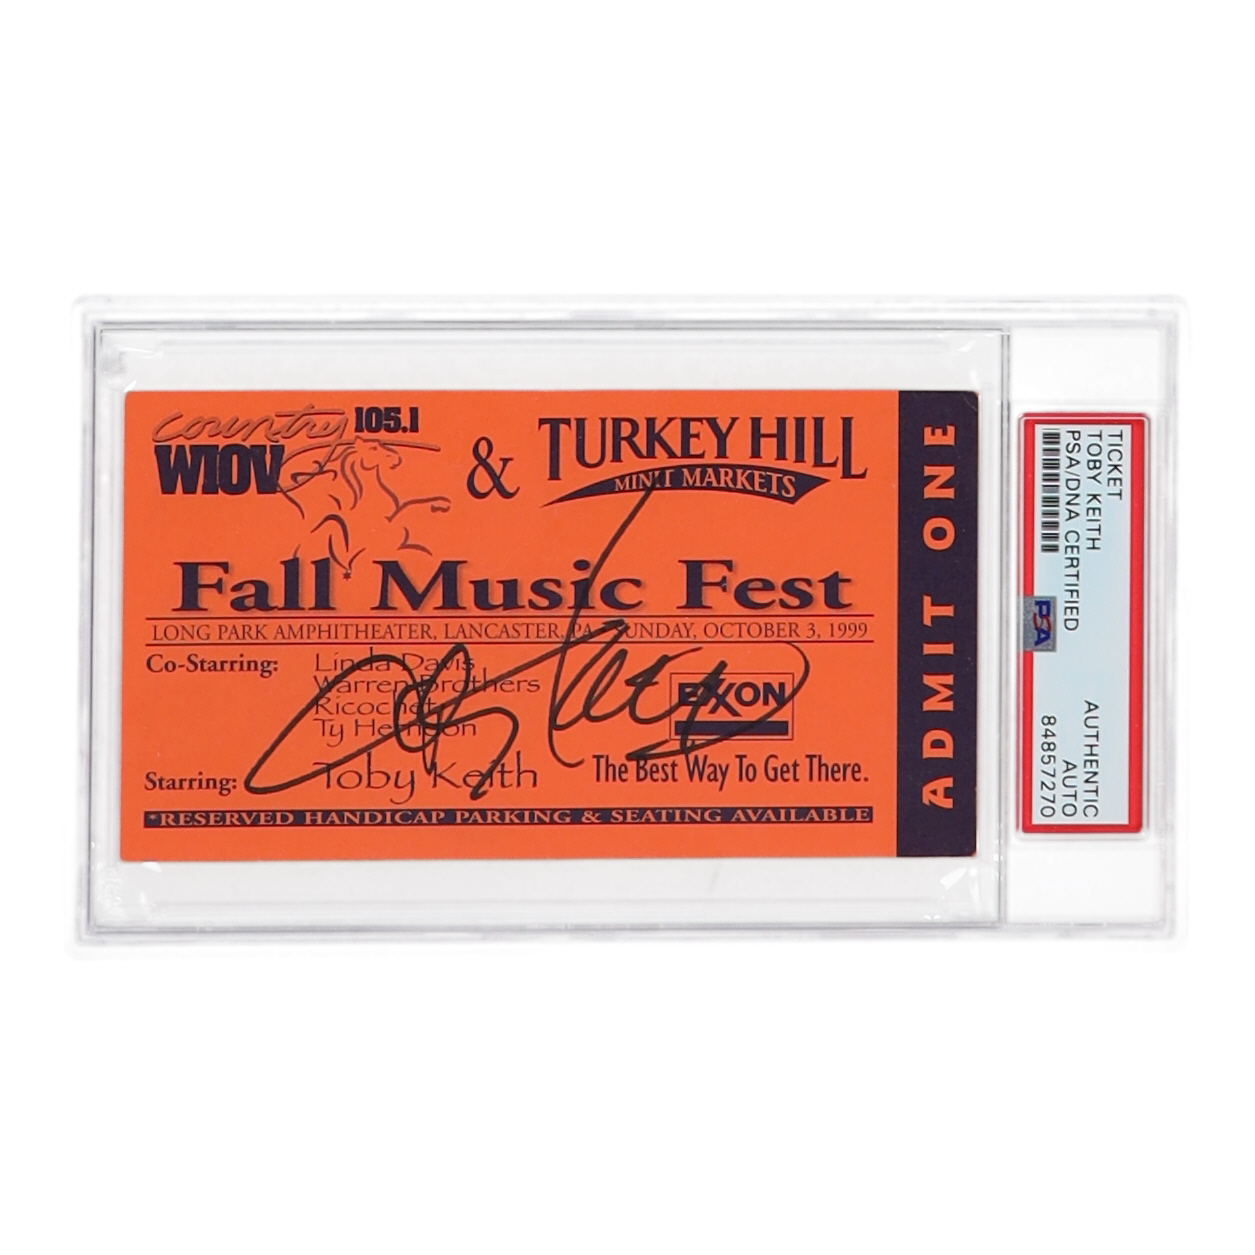 country 105.1
WIOV
&
TURKEY HILL
MINIT MARKETS
Fall Music Fest
LONG PARK AMPHITHEATER, LANCASTER, PA SUNDAY, OCTOBER 3, 1999
Co-Starring:
Linda Davis
Warren Brothers
Ricochet
Ty Herndon
Starring:
Toby Keith
EXXON
The Best Way To Get There.
*RESERVED HANDICAP PARKING & SEATING AVAILABLE
ADMIT ONE
TICKET
TOBY KEITH
PSA/DNA CERTIFIED
PSA
AUTHENTIC
AUTO
84857270